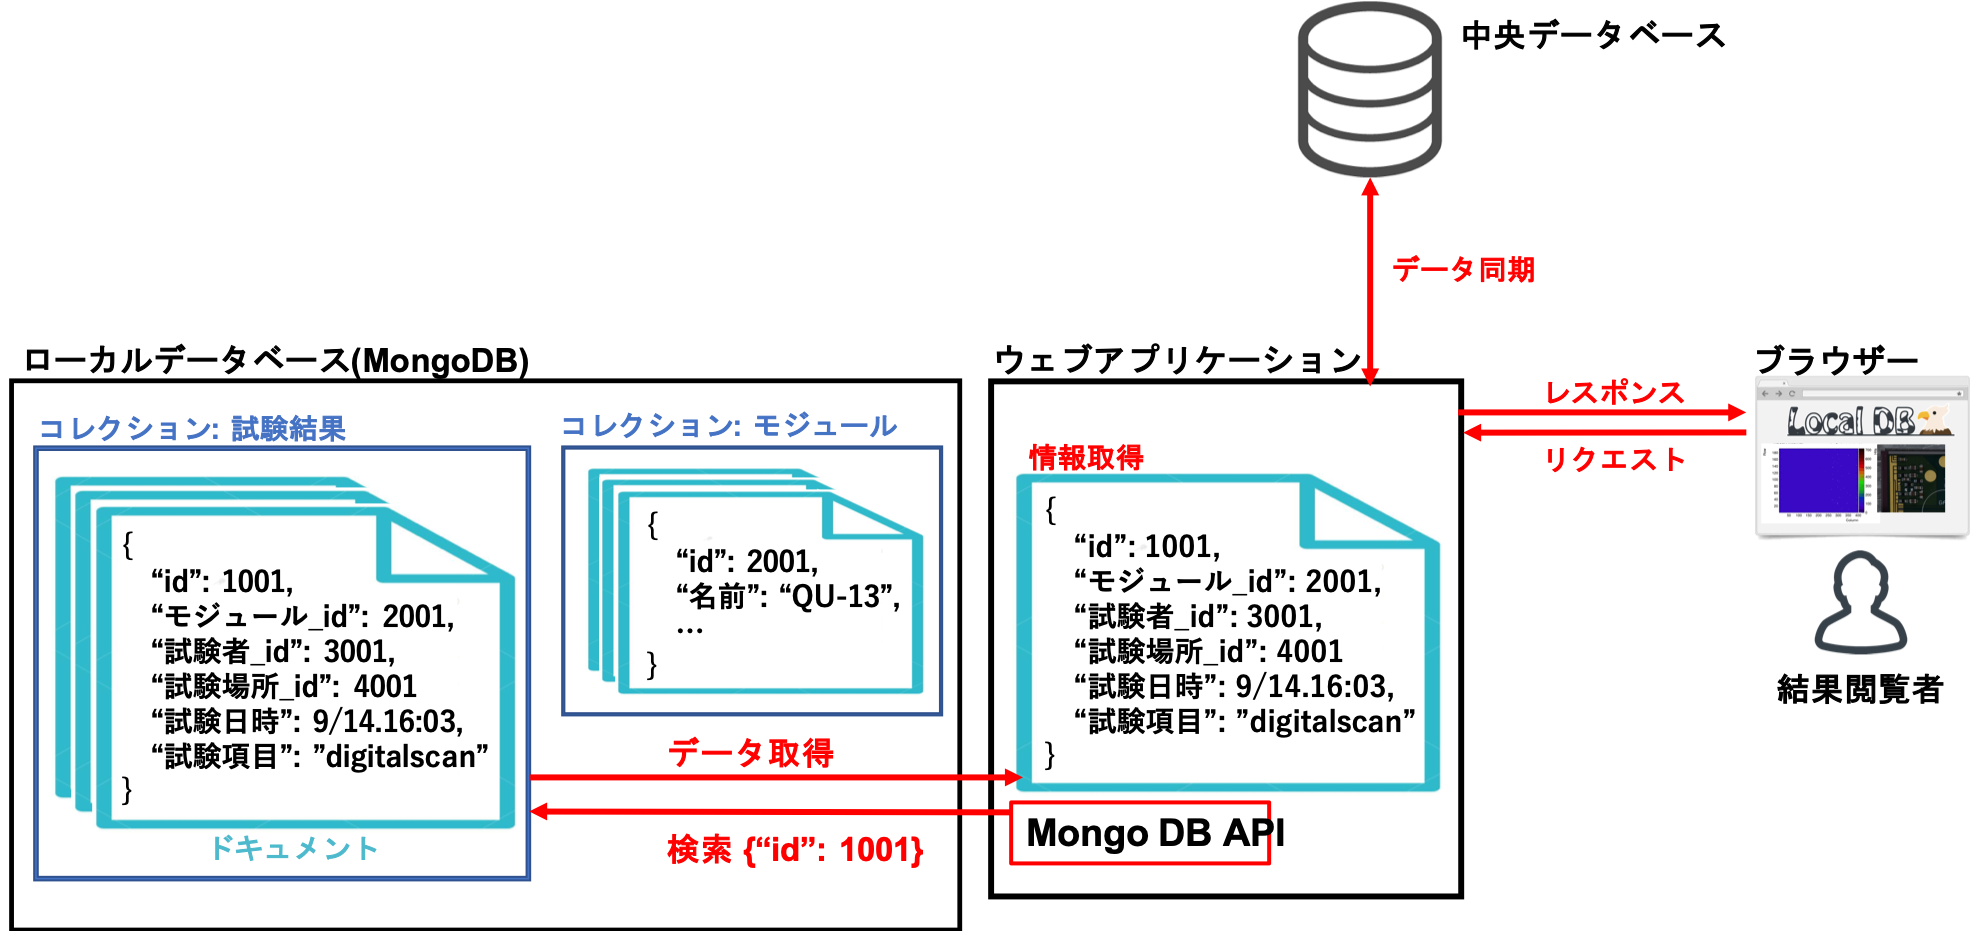 中央データベース
データ同期
ローカルデータベース(MongoDB)
コレクション: 試験結果
{
“id”: 1001,
“モジュール_id”: 2001,
“試験者_id”: 3001,
“試験場所_id”: 4001
“試験日時”: 9/14.16:03,
“試験項目”: ”digitalscan”
}
ドキュメント
コレクション: モジュール
{
“id”: 2001,
“名前”: “QU-13”,
…
}
データ取得
検索 {“id”: 1001}
ウェブアプリケーション
情報取得
{
“id”: 1001,
“モジュール_id”: 2001,
“試験者_id”: 3001,
“試験場所_id”: 4001
“試験日時”: 9/14.16:03,
“試験項目”: ”digitalscan”
}
Mongo DB API
レスポンス
リクエスト
ブラウザー
Local DB
結果閲覧者